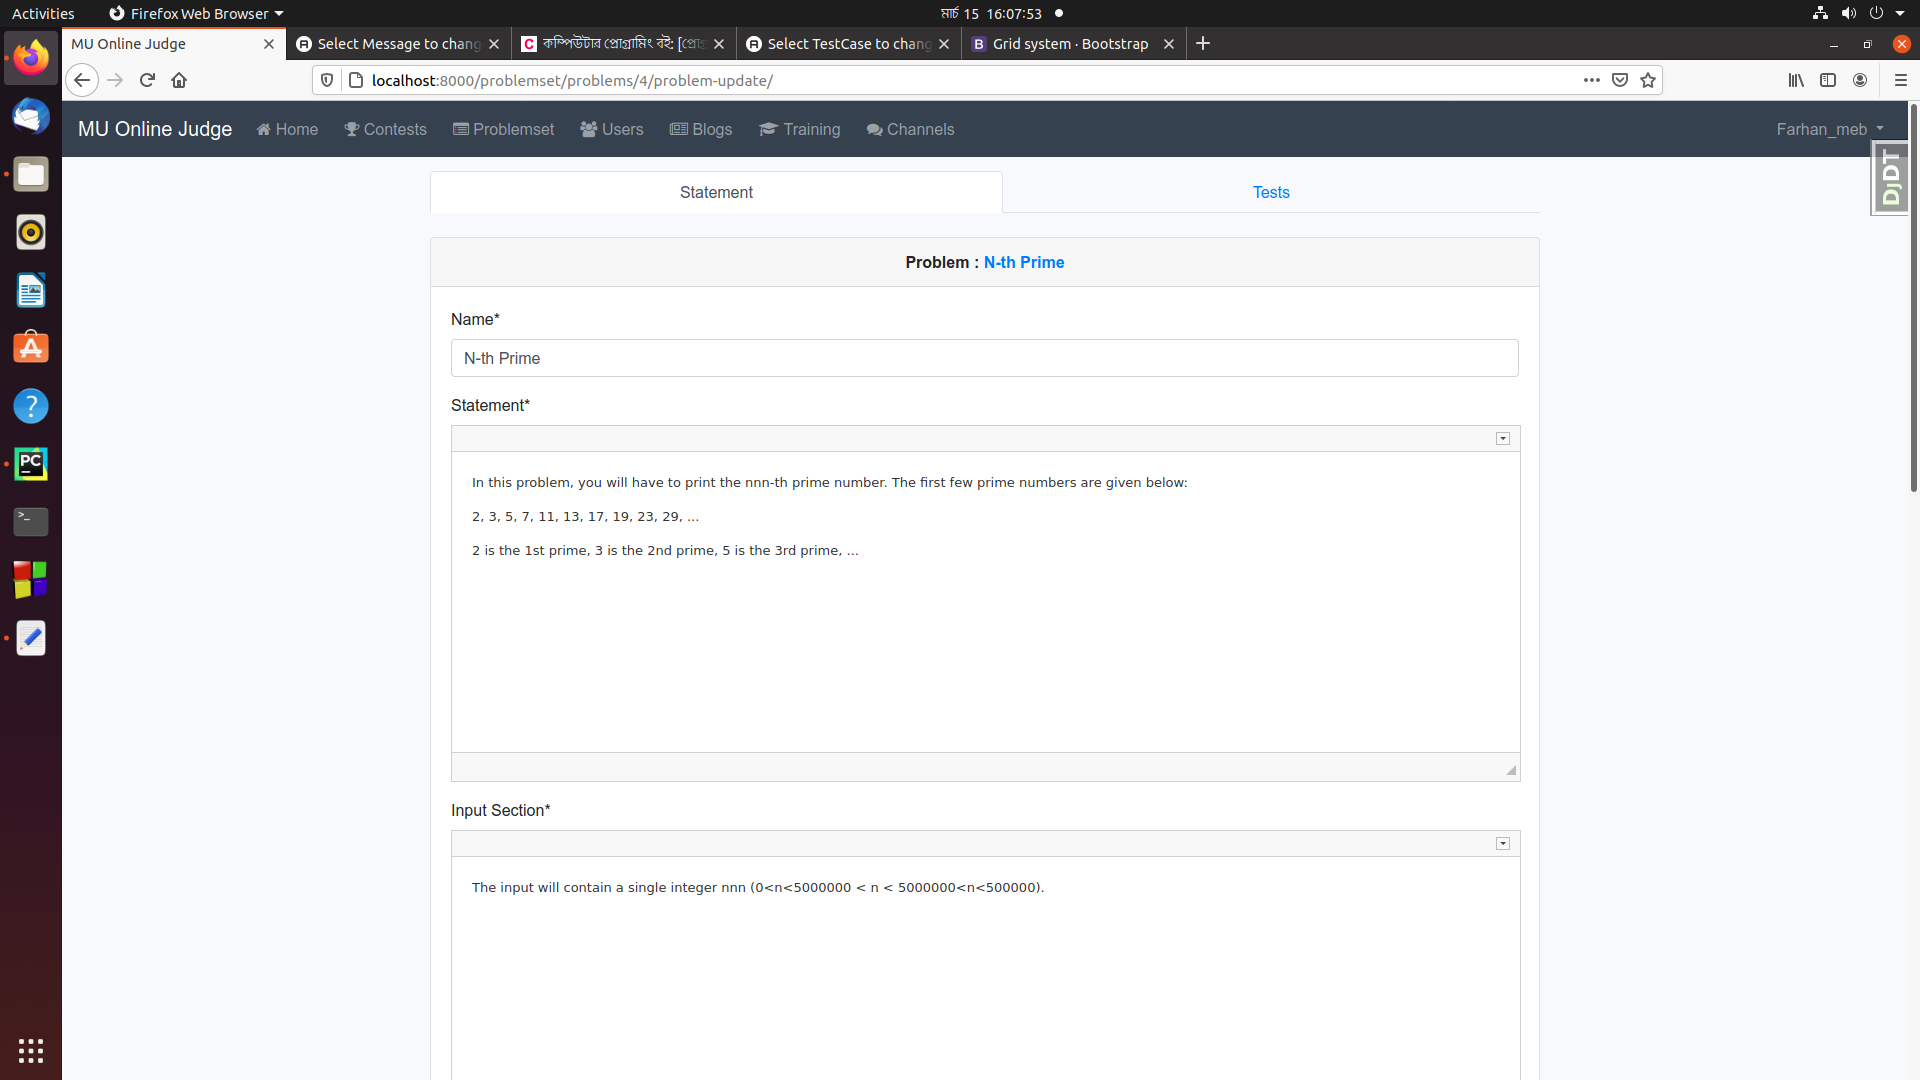 Activities Firefox Web Browser মার্চ 15 16:07:53
MU Online Judge Select Message to chang কম্পিউটার প্রোগ্রামিং বই: [প্রোগ্র Select TestCase to chang B Grid system · Bootstrap
localhost:8000/problemset/problems/4/problem-update/
MU Online Judge Home Contests Problemset Users Blogs Training Channels Farhan_meb
DjDT
Statement Tests
Problem : N-th Prime
Name*
N-th Prime
Statement*
In this problem, you will have to print the nnn-th prime number. The first few prime numbers are given below:
2, 3, 5, 7, 11, 13, 17, 19, 23, 29, ...
2 is the 1st prime, 3 is the 2nd prime, 5 is the 3rd prime, ...
Input Section*
The input will contain a single integer nnn (0<n<5000000 < n < 5000000<n<500000).
PC